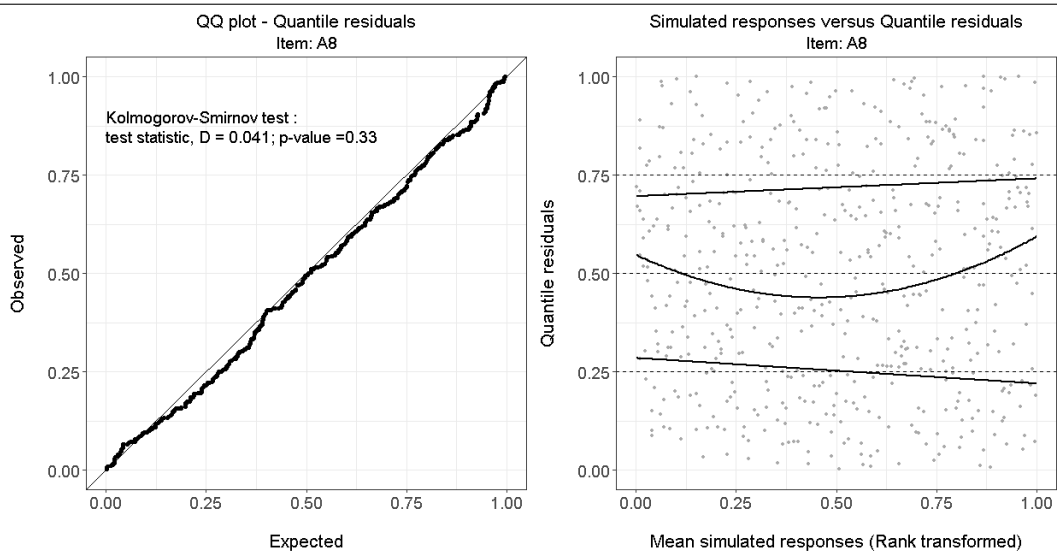 QQ plot - Quantile residuals
Item: A8
Kolmogorov-Smirnov test :
test statistic, D = 0.041; p-value =0.33
Observed
1.00
0.75
0.50
0.25
0.00
0.00 0.25 0.50 0.75 1.00
Expected
Simulated responses versus Quantile residuals
Item: A8
Quantile residuals
1.00
0.75
0.50
0.25
0.00
0.00 0.25 0.50 0.75 1.00
Mean simulated responses (Rank transformed)